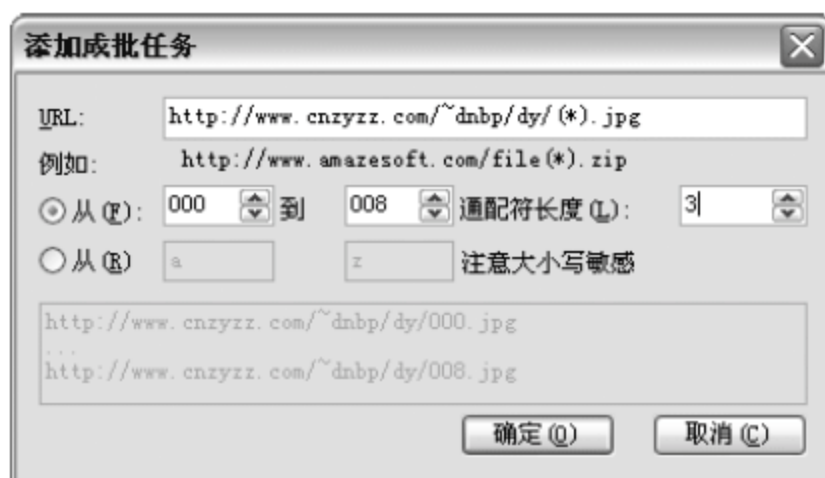 添加成批任务
URL: http://www.cnzyzz.com/~dnbp/dy/(*).jpg
例如: http://www.amazesoft.com/file(*).zip
从(F): 000 到 008 通配符长度(L): 3
从(R) a z 注意大小写敏感
http://www.cnzyzz.com/~dnbp/dy/000.jpg
...
http://www.cnzyzz.com/~dnbp/dy/008.jpg
确定(O) 取消(C)